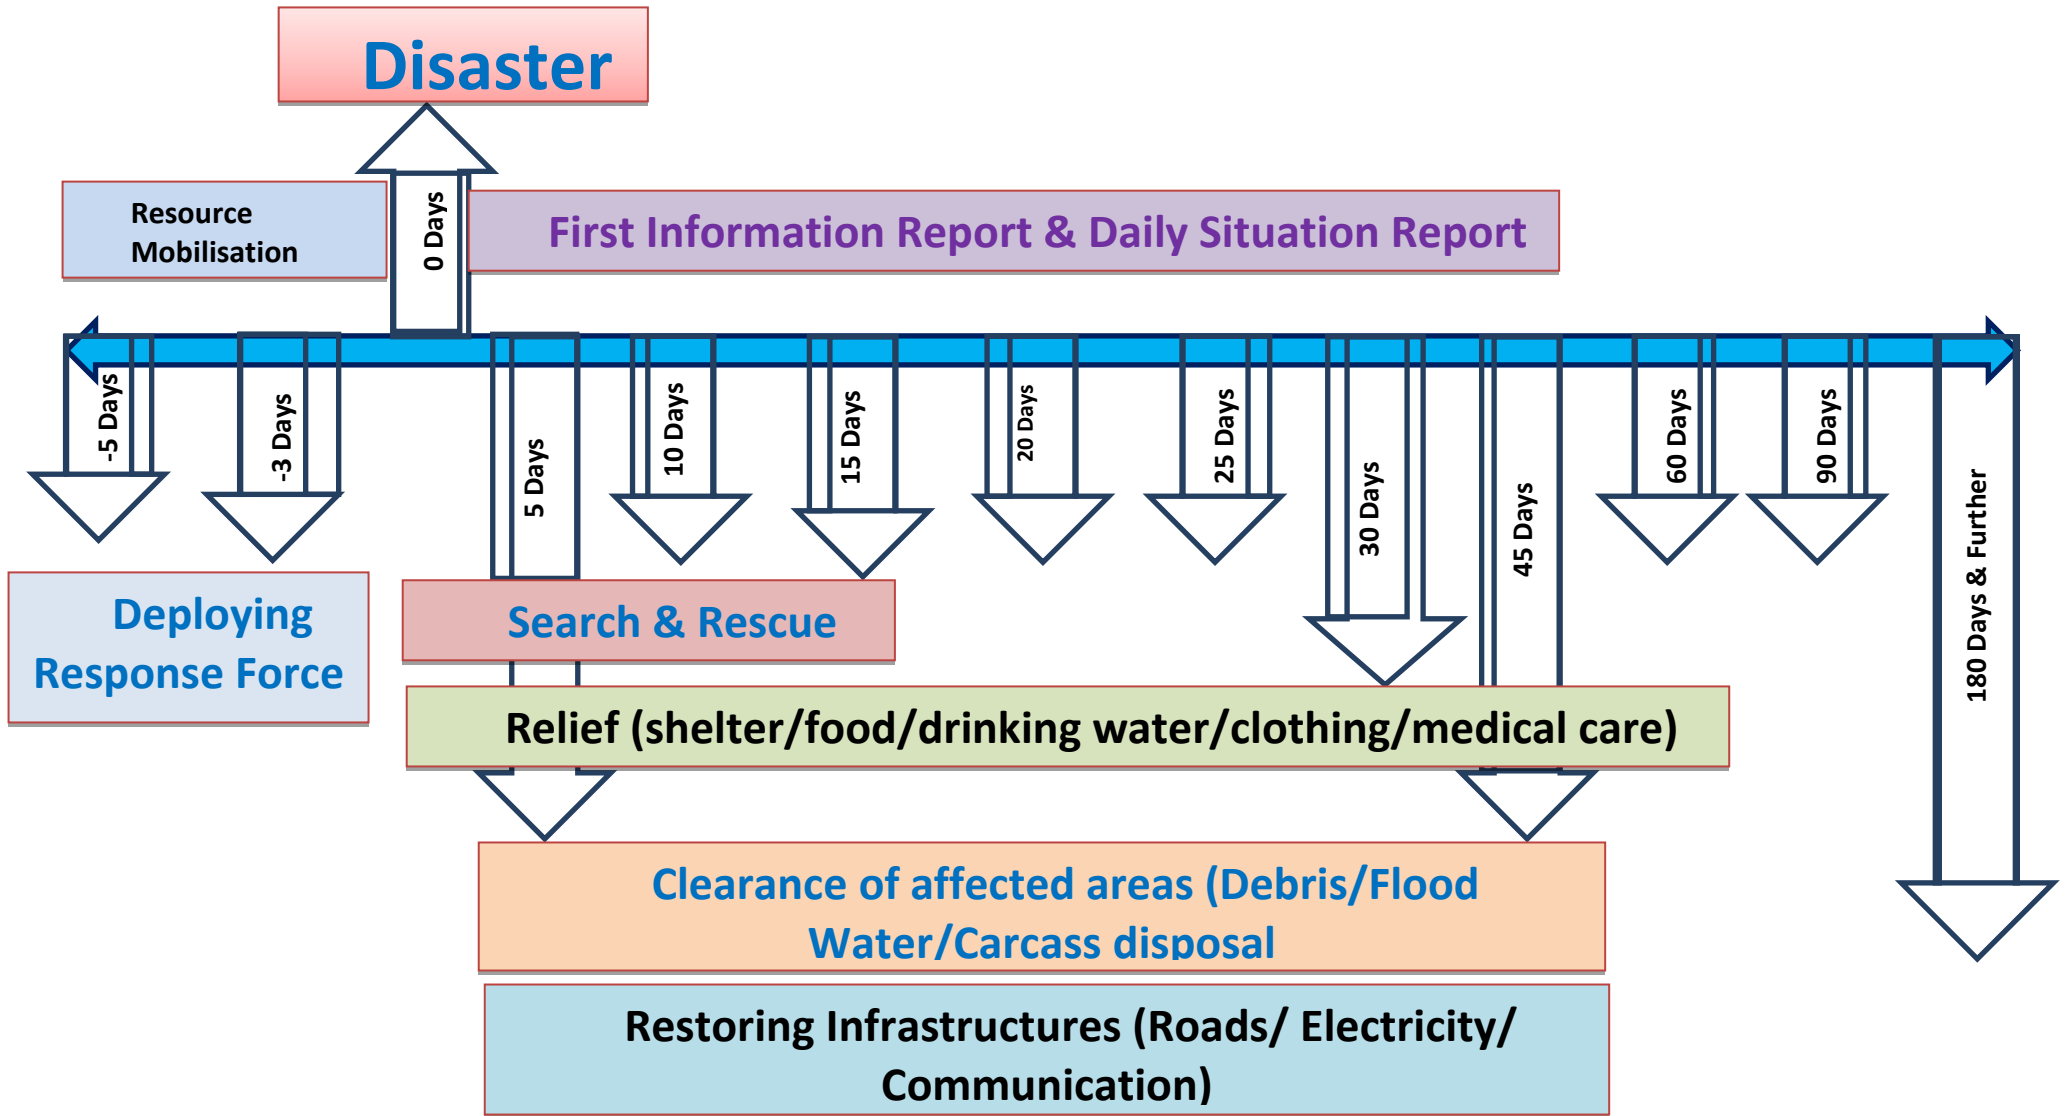 Disaster
Resource
Mobilisation
0 Days
First Information Report & Daily Situation Report
-5 Days
-3 Days
5 Days
10 Days
15 Days
20 Days
25 Days
30 Days
45 Days
60 Days
90 Days
180 Days & Further
Deploying
Response Force
Search & Rescue
Relief (shelter/food/drinking water/clothing/medical care)
Clearance of affected areas (Debris/Flood
Water/Carcass disposal
Restoring Infrastructures (Roads/ Electricity/
Communication)